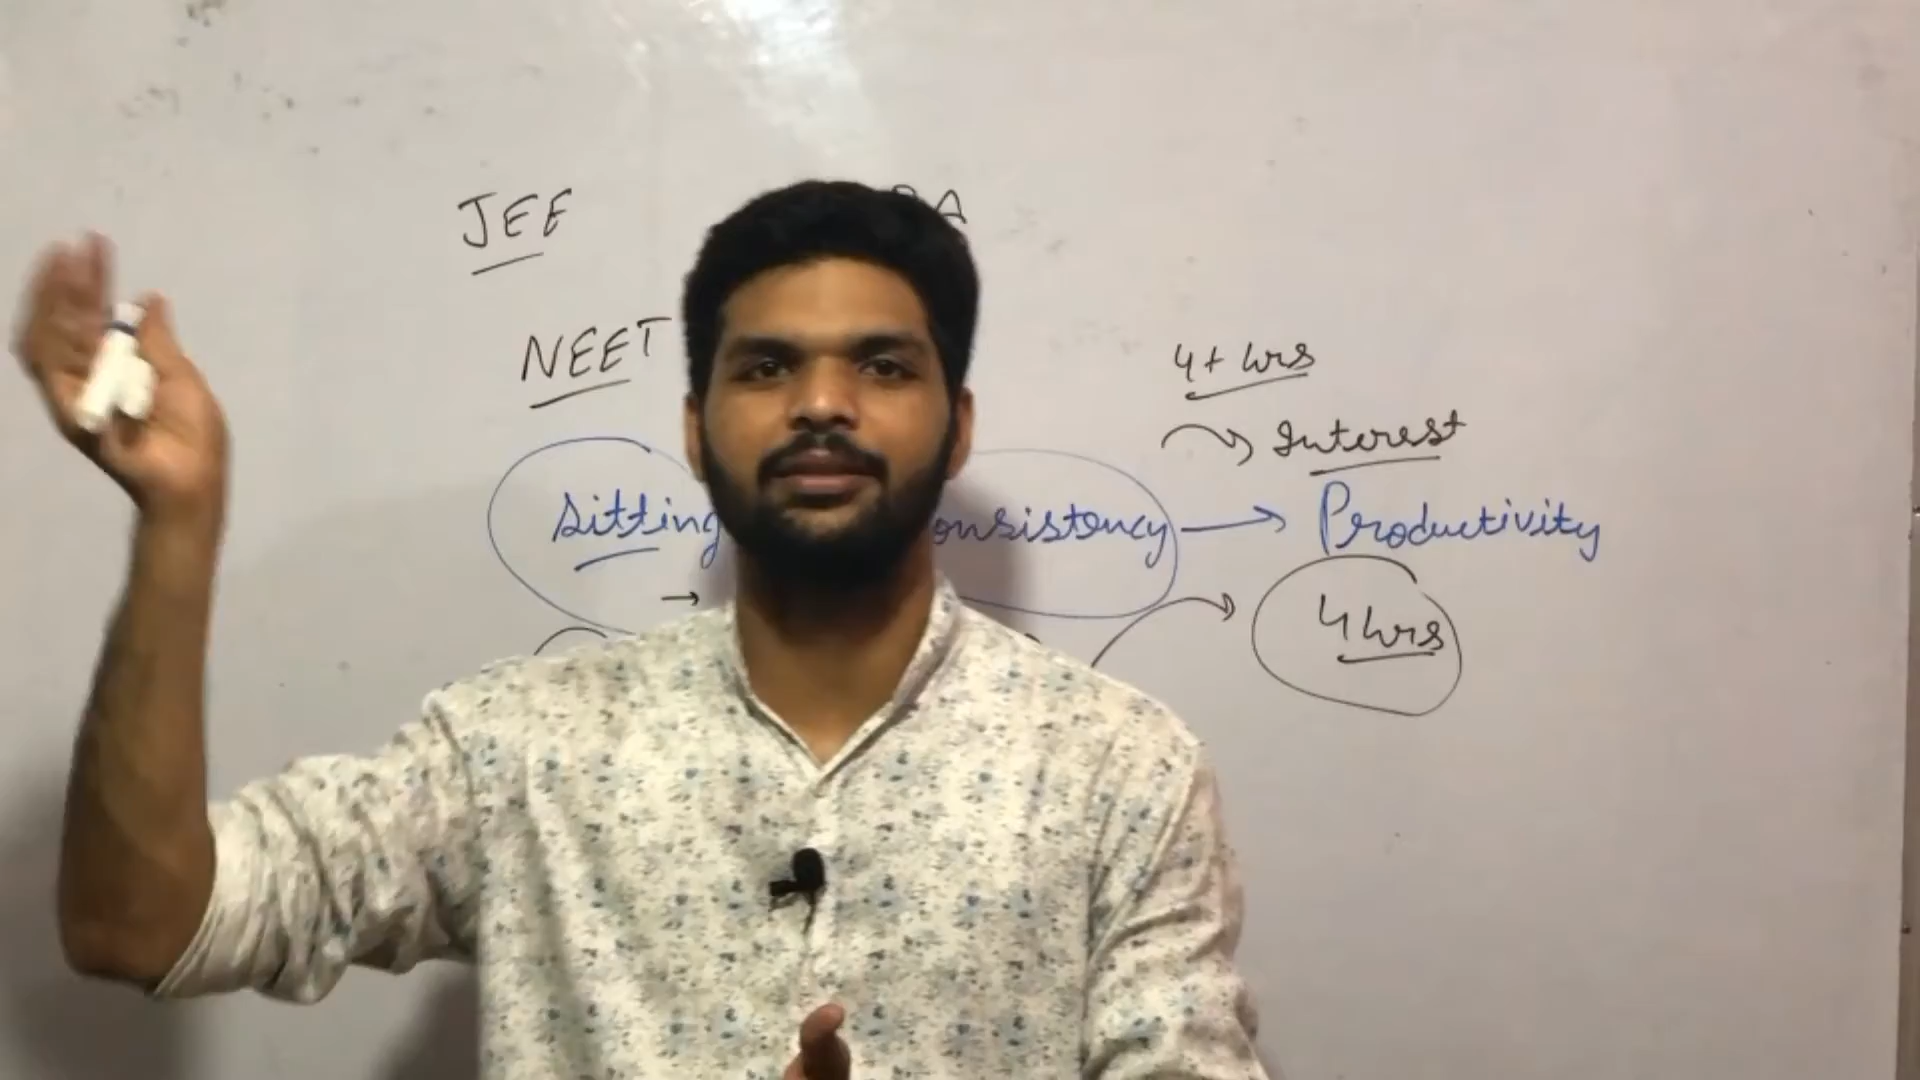 JEE
NEET
4+ hrs
Interest
Sitting onsistency → Productivity
→
4 hrs